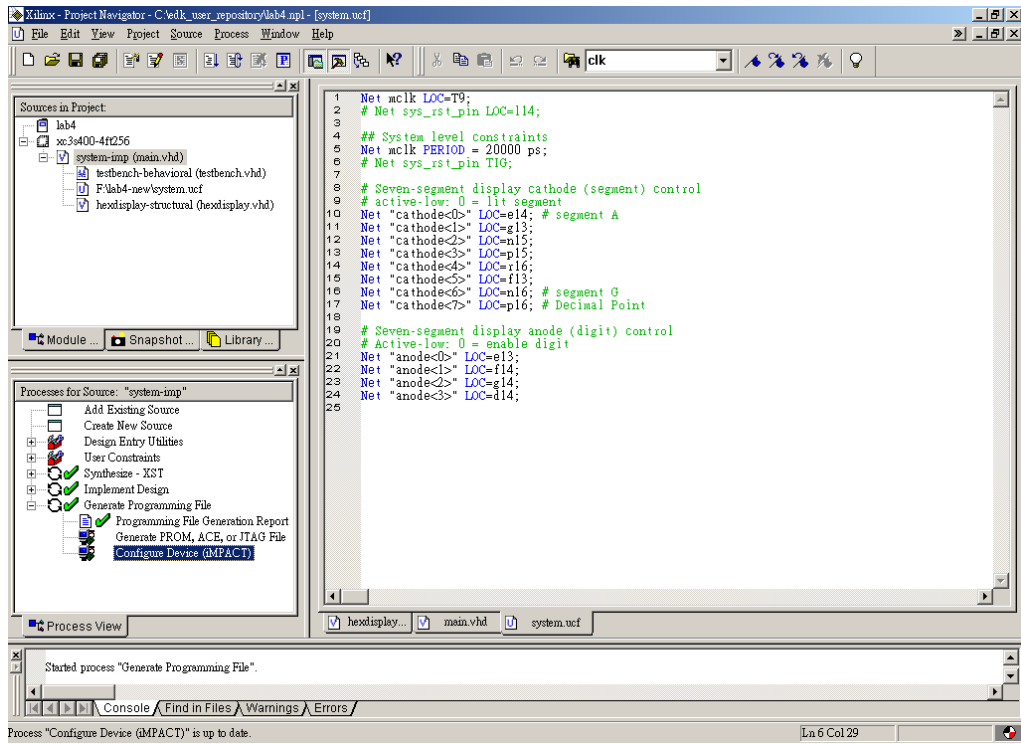 Xilinx - Project Navigator - C:\edk_user_repository\lab4.npl - [system.ucf]
File Edit View Project Source Process Window Help
clk
Sources in Project:
lab4
xc3s400-4ft256
system-imp (main.vhd)
testbench-behavioral (testbench.vhd)
F:\lab4-new\system.ucf
hexdisplay-structural (hexdisplay.vhd)
Module ... Snapshot ... Library ...
Processes for Source: "system-imp"
Add Existing Source
Create New Source
Design Entry Utilities
User Constraints
Synthesize - XST
Implement Design
Generate Programming File
Programming File Generation Report
Generate PROM, ACE, or JTAG File
Configure Device (iMPACT)
Process View
1 Net mclk LOC=T9;
2 # Net sys_rst_pin LOC=l14;
3
4 ## System level constraints
5 Net mclk PERIOD = 20000 ps;
6 # Net sys_rst_pin TIG;
7
8 # Seven-segment display cathode (segment) control
9 # active-low: 0 = lit segment
10 Net "cathode<0>" LOC=e14; # segment A
11 Net "cathode<1>" LOC=g13;
12 Net "cathode<2>" LOC=n15;
13 Net "cathode<3>" LOC=p15;
14 Net "cathode<4>" LOC=r16;
15 Net "cathode<5>" LOC=f13;
16 Net "cathode<6>" LOC=n16; # segment G
17 Net "cathode<7>" LOC=p16; # Decimal Point
18
19 # Seven-segment display anode (digit) control
20 # Active-low: 0 = enable digit
21 Net "anode<0>" LOC=e13;
22 Net "anode<1>" LOC=f14;
23 Net "anode<2>" LOC=g14;
24 Net "anode<3>" LOC=d14;
25
hexdisplay... main.vhd system.ucf
Started process "Generate Programming File".
Console Find in Files Warnings Errors
Process "Configure Device (iMPACT)" is up to date. Ln 6 Col 29